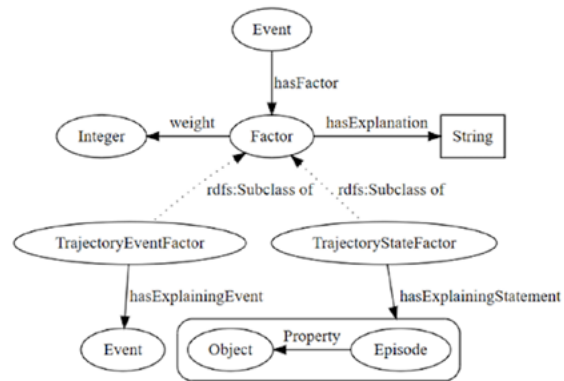 Event
hasFactor
Integer weight Factor hasExplanation String
rdfs:Subclass of rdfs:Subclass of
TrajectoryEventFactor TrajectoryStateFactor
hasExplainingEvent hasExplainingStatement
Event Object Property Episode